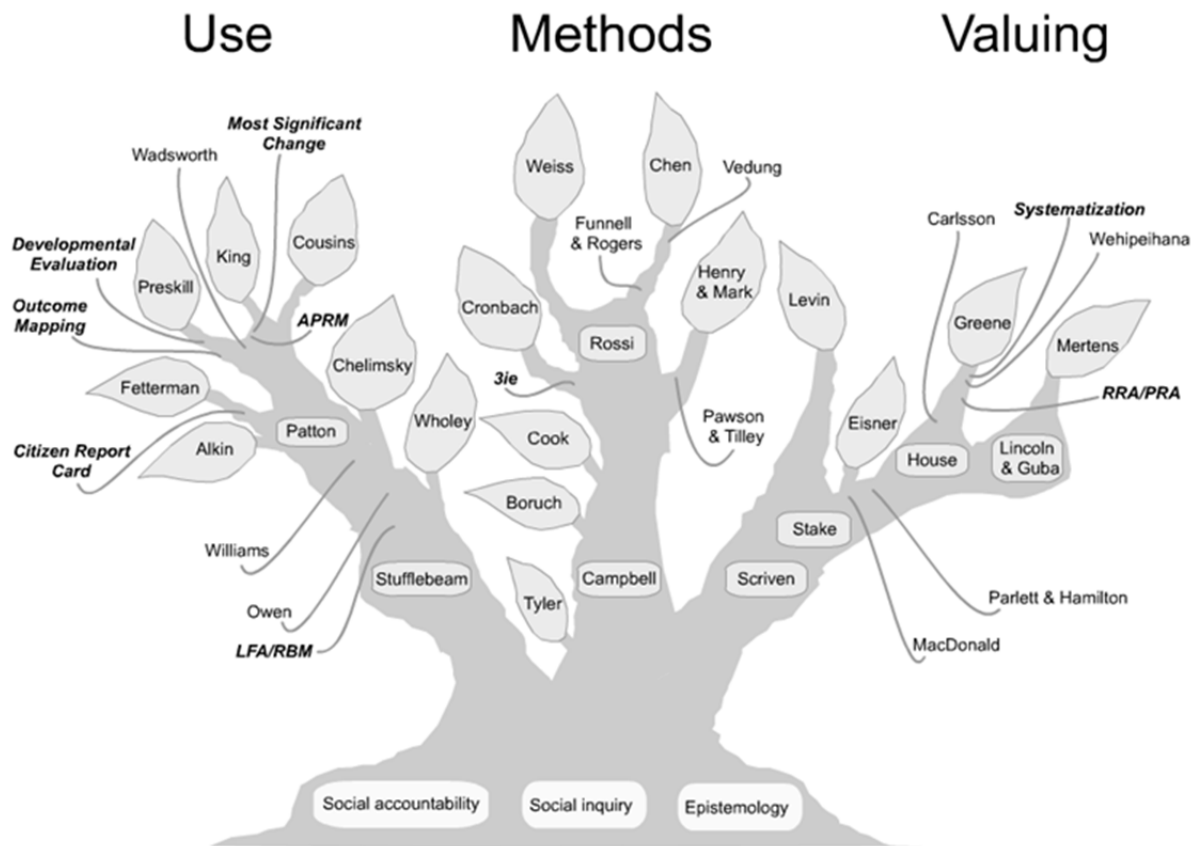 Use
Methods
Valuing
Most Significant
Change
Wadsworth
Developmental
Evaluation
Outcome
Mapping
Preskill
King
Cousins
APRM
Chelimsky
Fetterman
Citizen Report
Card
Alkin
Patton
Wholey
Williams
Owen
LFA/RBM
Stufflebeam
Weiss
Chen
Vedung
Funnell
& Rogers
Cronbach
Henry
& Mark
Rossi
3ie
Cook
Pawson
& Tilley
Boruch
Tyler
Campbell
Levin
Carlsson
Systematization
Wehipeihana
Greene
Mertens
RRA/PRA
Eisner
House
Lincoln
& Guba
Stake
Scriven
Parlett & Hamilton
MacDonald
Social accountability
Social inquiry
Epistemology